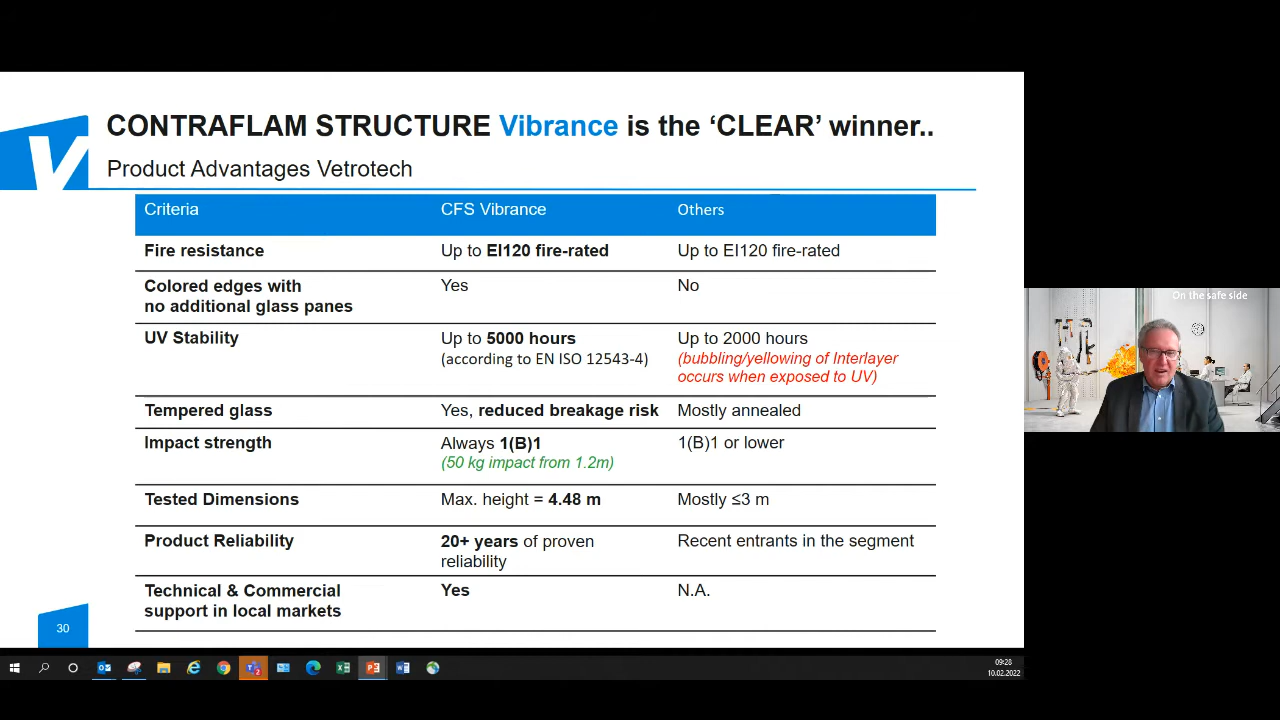 CONTRAFLAM STRUCTURE Vibrance is the ‘CLEAR’ winner..
Product Advantages Vetrotech
Criteria CFS Vibrance Others
Fire resistance Up to EI120 fire-rated Up to EI120 fire-rated
Colored edges with Yes No
no additional glass panes
UV Stability Up to 5000 hours Up to 2000 hours
(according to EN ISO 12543-4) (bubbling/yellowing of Interlayer
occurs when exposed to UV)
Tempered glass Yes, reduced breakage risk Mostly annealed
Impact strength Always 1(B)1 1(B)1 or lower
(50 kg impact from 1.2m)
Tested Dimensions Max. height = 4.48 m Mostly ≤3 m
Product Reliability 20+ years of proven Recent entrants in the segment
reliability
Technical & Commercial Yes N.A.
support in local markets
30
On the safe side
09:28
10.02.2022